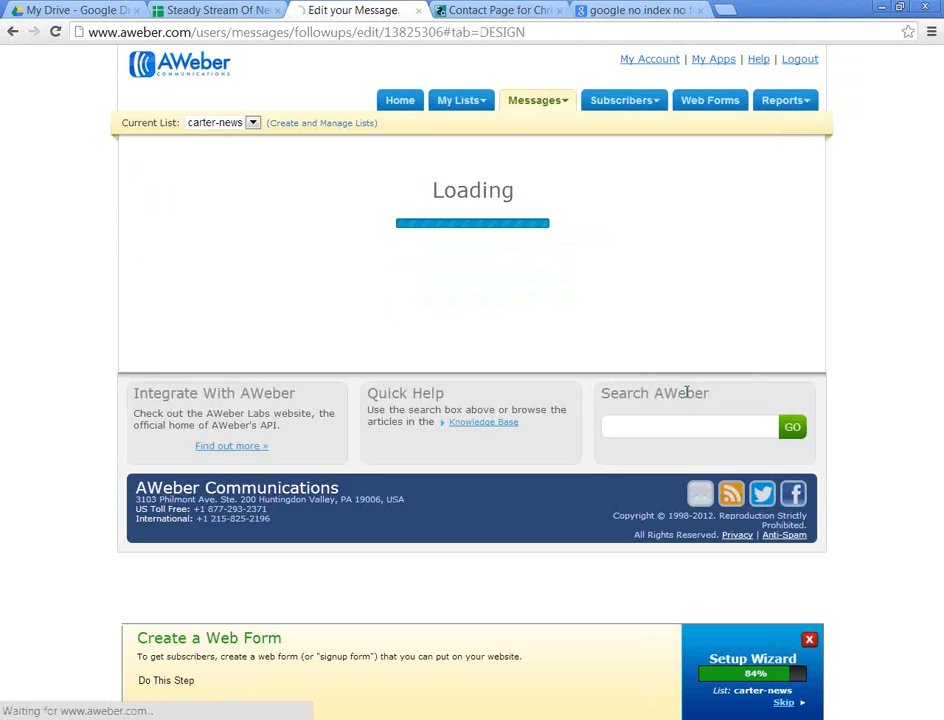 My Drive - Google D
Steady Stream Of Ne
Edit your Message
Contact Page for Chri
google no index no f
www.aweber.com/users/messages/followups/edit/13825306#tab=DESIGN
AWeber
COMMUNICATIONS
My Account | My Apps | Help | Logout
Home
My Lists
Messages
Subscribers
Web Forms
Reports
Current List: carter-news (Create and Manage Lists)
Loading
Integrate With AWeber
Check out the AWeber Labs website, the
official home of AWeber's API.
Find out more »
Quick Help
Use the search box above or browse the
articles in the Knowledge Base
Search AWeber
GO
AWeber Communications
3103 Philmont Ave. Ste. 200 Huntingdon Valley, PA 19006, USA
US Toll Free: +1 877-293-2371
International: +1 215-825-2196
Copyright © 1998-2012. Reproduction Strictly
Prohibited.
All Rights Reserved. Privacy | Anti-Spam
Create a Web Form
To get subscribers, create a web form (or "signup form") that you can put on your website.
Do This Step
Setup Wizard
84%
List: carter-news
Skip
Waiting for www.aweber.com...